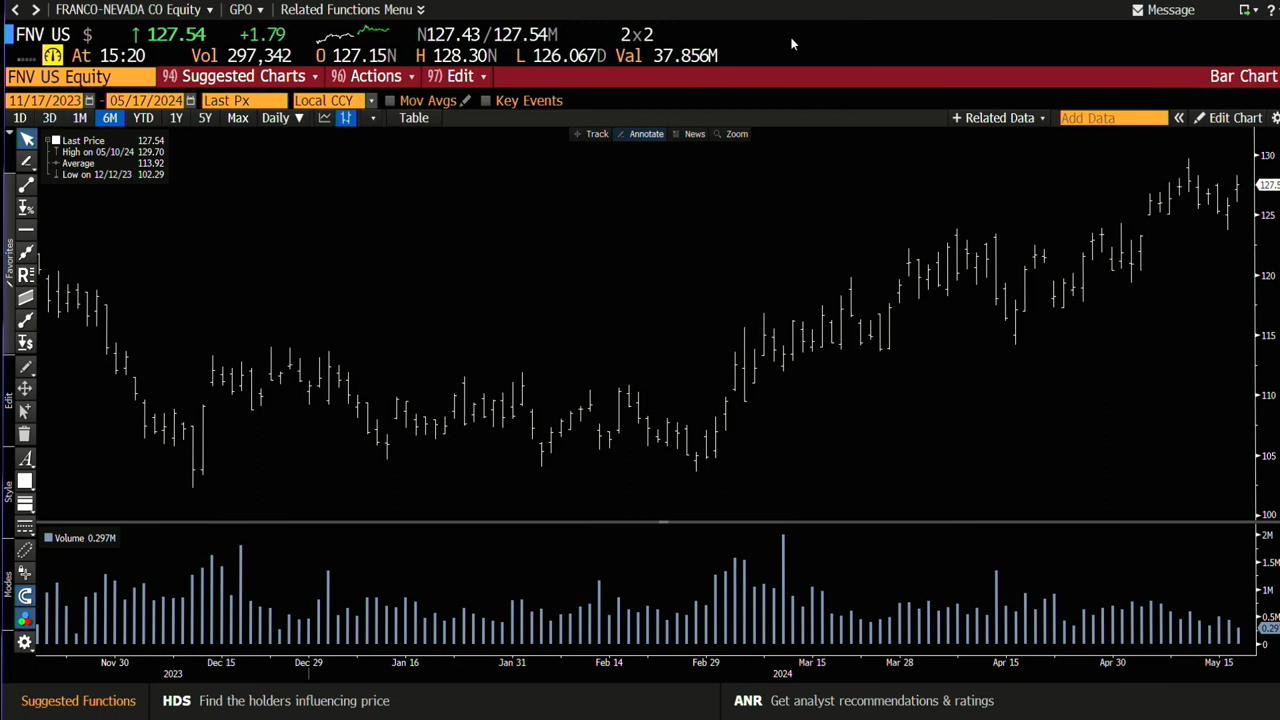 FRANCO-NEVADA CO Equity GPO Related Functions Menu Message ?
FNV US $ ↑ 127.54 +1.79 N127.43/127.54M 2x2
At 15:20 Vol 297,342 O 127.15N H 128.30N L 126.067D Val 37.856M
FNV US Equity 94) Suggested Charts 96) Actions 97) Edit Bar Chart
11/17/2023 - 05/17/2024 Last Px Local CCY Mov Avgs Key Events
1D 3D 1M 6M YTD 1Y 5Y Max Daily ▼ Table + Related Data Add Data « Edit Chart
Track Annotate News Zoom
Last Price 127.54
High on 05/10/24 129.70
Average 113.92
Low on 12/12/23 102.29
130
127.5
125
120
115
110
105
100
Favorites
Edit
Style
Modes
Volume 0.297M
2M
1.5M
1M
0.5M
0.29
0
Nov 30 Dec 15 Dec 29 Jan 16 Jan 31 Feb 14 Feb 29 Mar 15 Mar 28 Apr 15 Apr 30 May 15
2023 2024
Suggested Functions HDS Find the holders influencing price ANR Get analyst recommendations & ratings